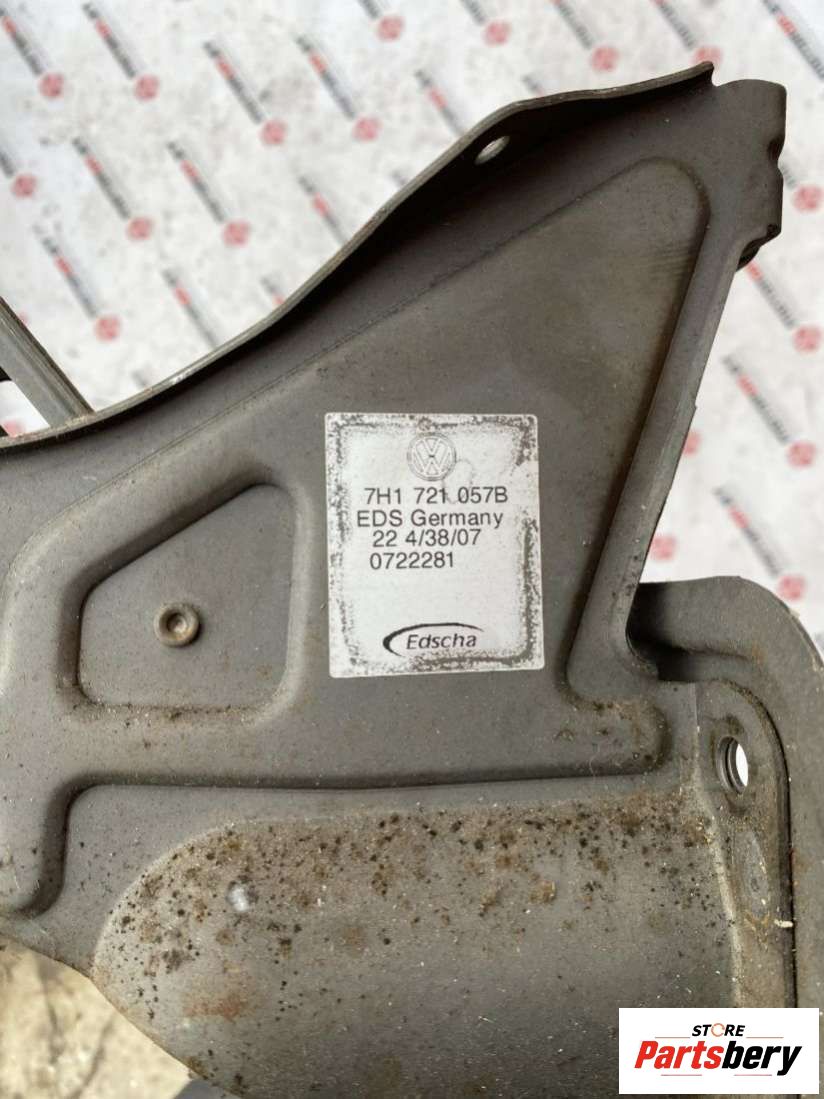 7H1 721 057B
EDS Germany
22 4/38/07
0722281
Edscha
STORE
Partsbery